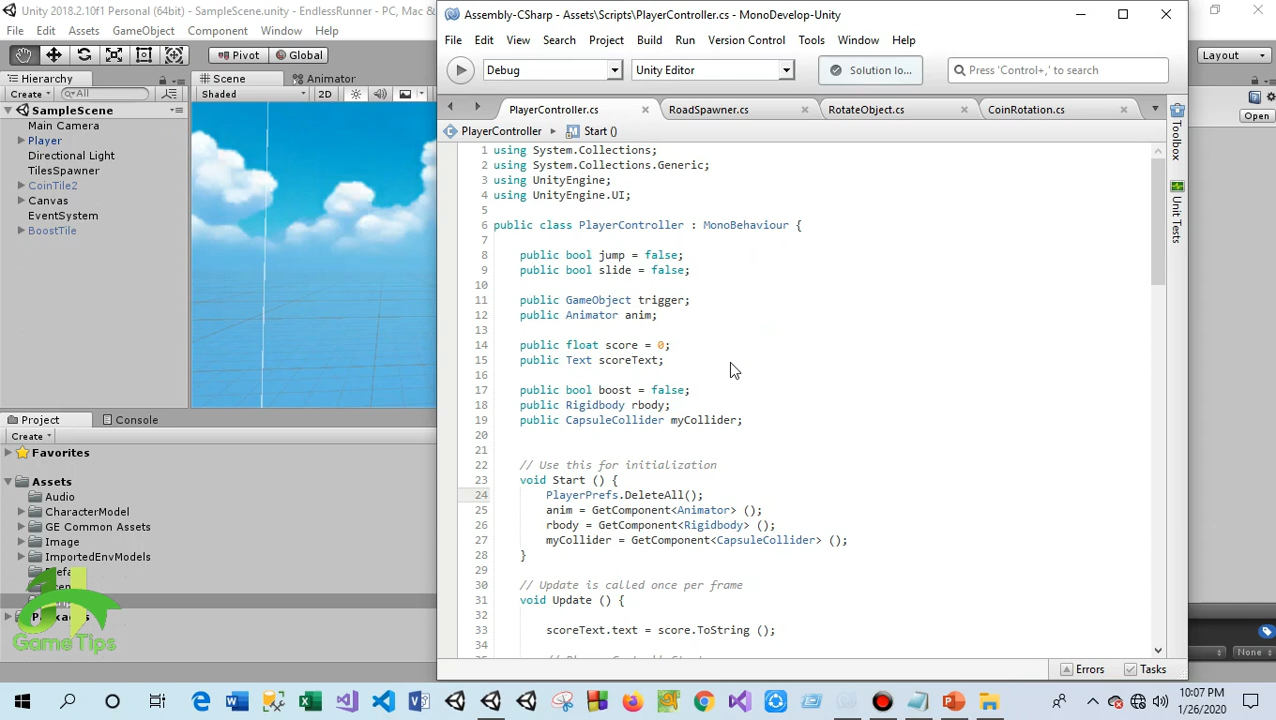 Unity 2018.2.10f1 Personal (64bit) - SampleScene.unity - EndlessRunner - PC, Mac &
File Edit Assets GameObject Component Window Help
Pivot Global
Layout
Hierarchy
Create All
SampleScene
Main Camera
Player
Directional Light
TilesSpawner
CoinTile2
Canvas
EventSystem
BoostTile
Scene Animator
Shaded 2D
Project Console
Create
Favorites
Assets
Audio
CharacterModel
GE Common Assets
Image
ImportedEnvModels
GameTips
Assembly-CSharp - Assets\Scripts\PlayerController.cs - MonoDevelop-Unity
File Edit View Search Project Build Run Version Control Tools Window Help
Debug Unity Editor Solution lo... Press 'Control+,' to search
PlayerController.cs RoadSpawner.cs RotateObject.cs CoinRotation.cs
PlayerController Start ()
1 using System.Collections;
2 using System.Collections.Generic;
3 using UnityEngine;
4 using UnityEngine.UI;
5
6 public class PlayerController : MonoBehaviour {
7
8 public bool jump = false;
9 public bool slide = false;
10
11 public GameObject trigger;
12 public Animator anim;
13
14 public float score = 0;
15 public Text scoreText;
16
17 public bool boost = false;
18 public Rigidbody rbody;
19 public CapsuleCollider myCollider;
20
21
22 // Use this for initialization
23 void Start () {
24 PlayerPrefs.DeleteAll();
25 anim = GetComponent<Animator> ();
26 rbody = GetComponent<Rigidbody> ();
27 myCollider = GetComponent<CapsuleCollider> ();
28 }
29
30 // Update is called once per frame
31 void Update () {
32
33 scoreText.text = score.ToString ();
34
Toolbox
Unit Tests
Errors Tasks
Open
None
10:07 PM
1/26/2020